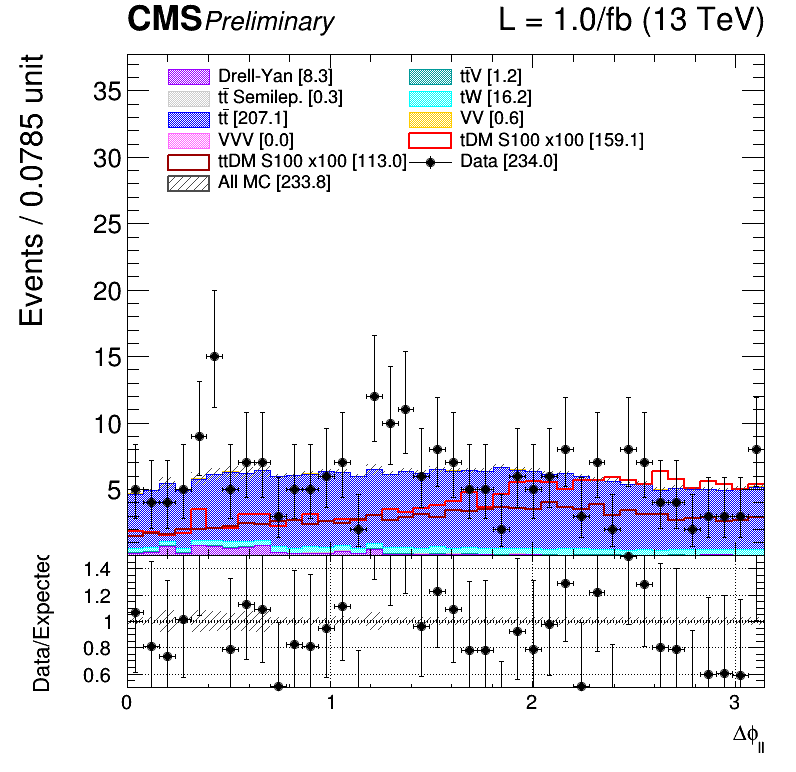 CMS Preliminary L = 1.0/fb (13 TeV)
Events / 0.0785 unit
35
30
25
20
15
10
5
Drell-Yan [8.3]
tt̄ Semilep. [0.3]
tt̄ [207.1]
VVV [0.0]
ttDM S100 x100 [113.0]
All MC [233.8]
tt̄V [1.2]
tW [16.2]
VV [0.6]
tDM S100 x100 [159.1]
Data [234.0]
Data/Expected
1.4
1.2
1
0.8
0.6
0 1 2 3
Δϕll